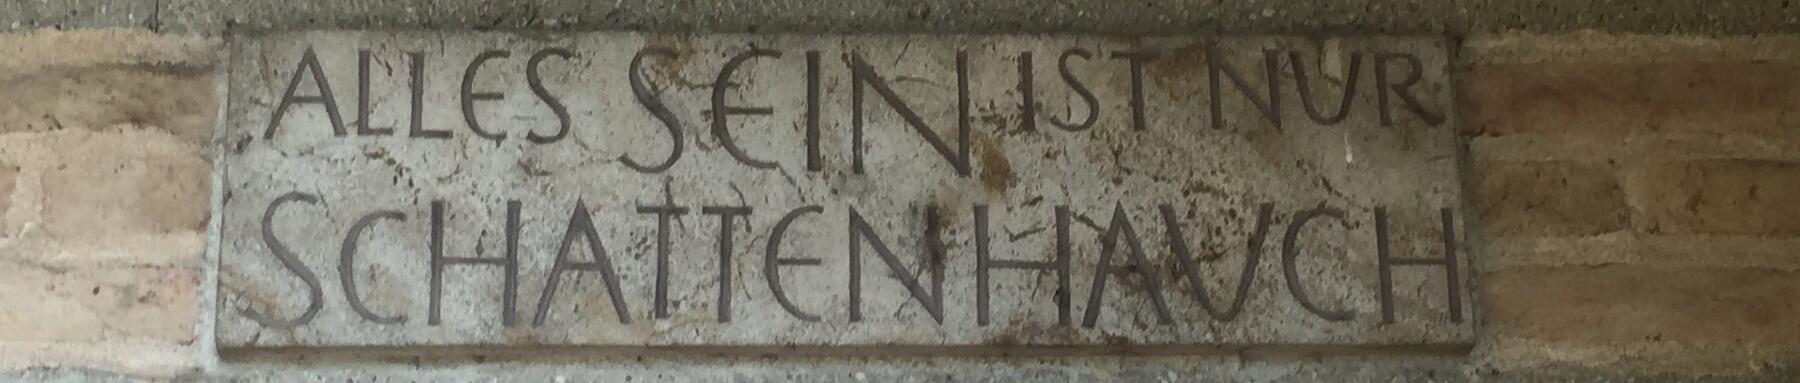 ALLES SEIN IST NUR
SCHATTENHAUCH